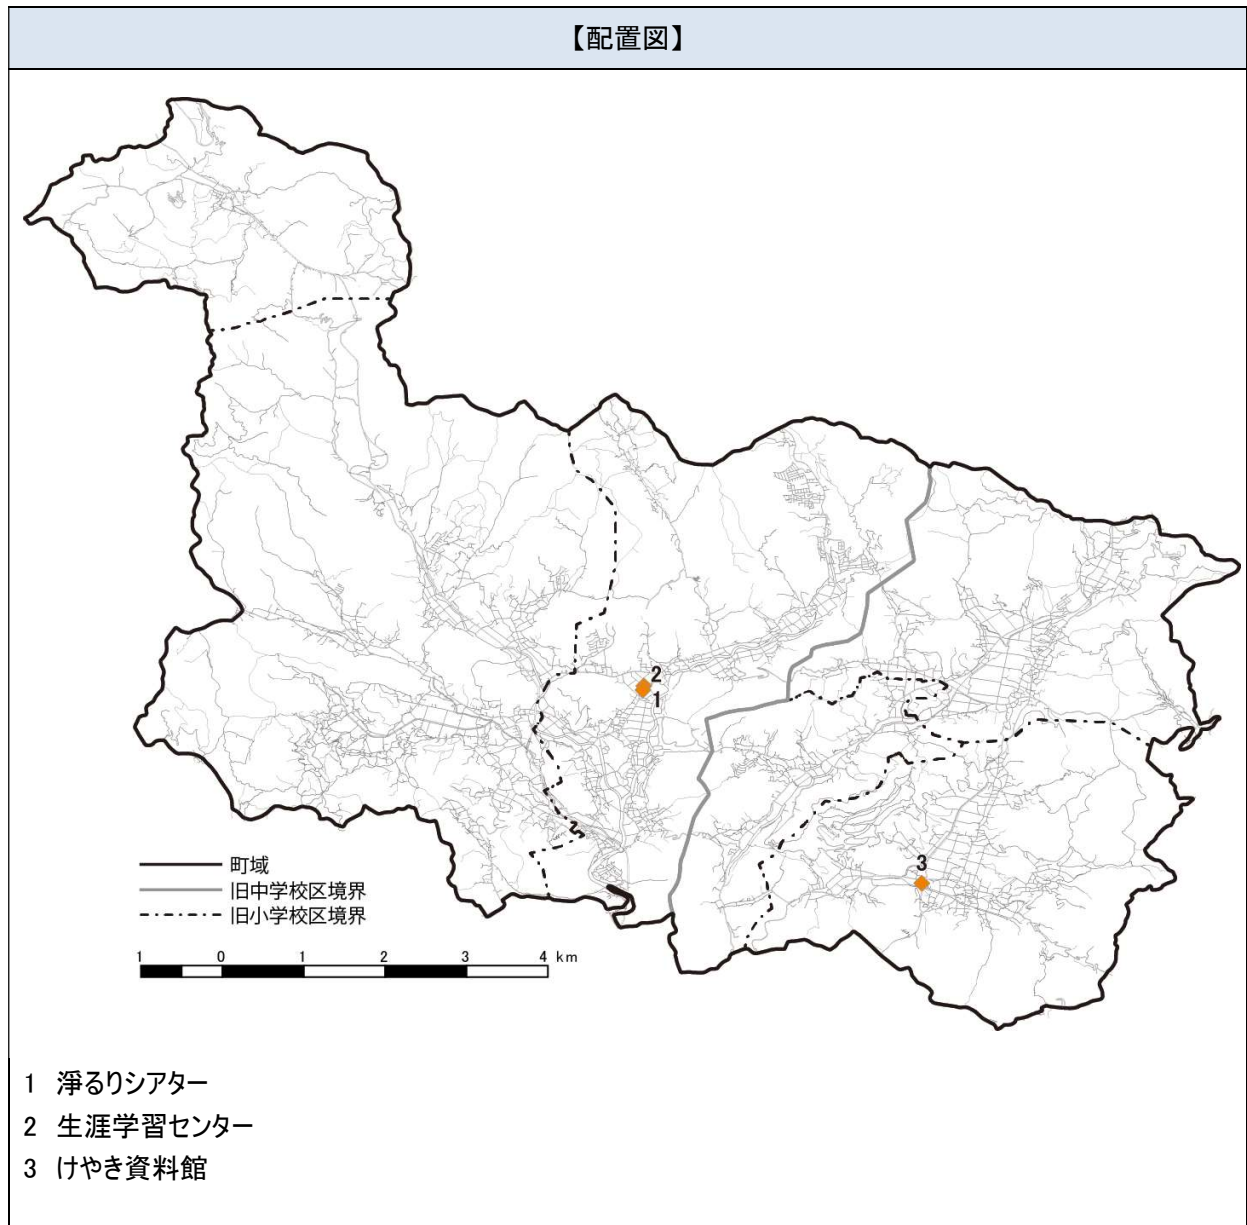 【配置図】
2
1
3
町域
旧中学校区境界
旧小学校区境界
1 0 1 2 3 4 km
1 浄るりシアター
2 生涯学習センター
3 けやき資料館